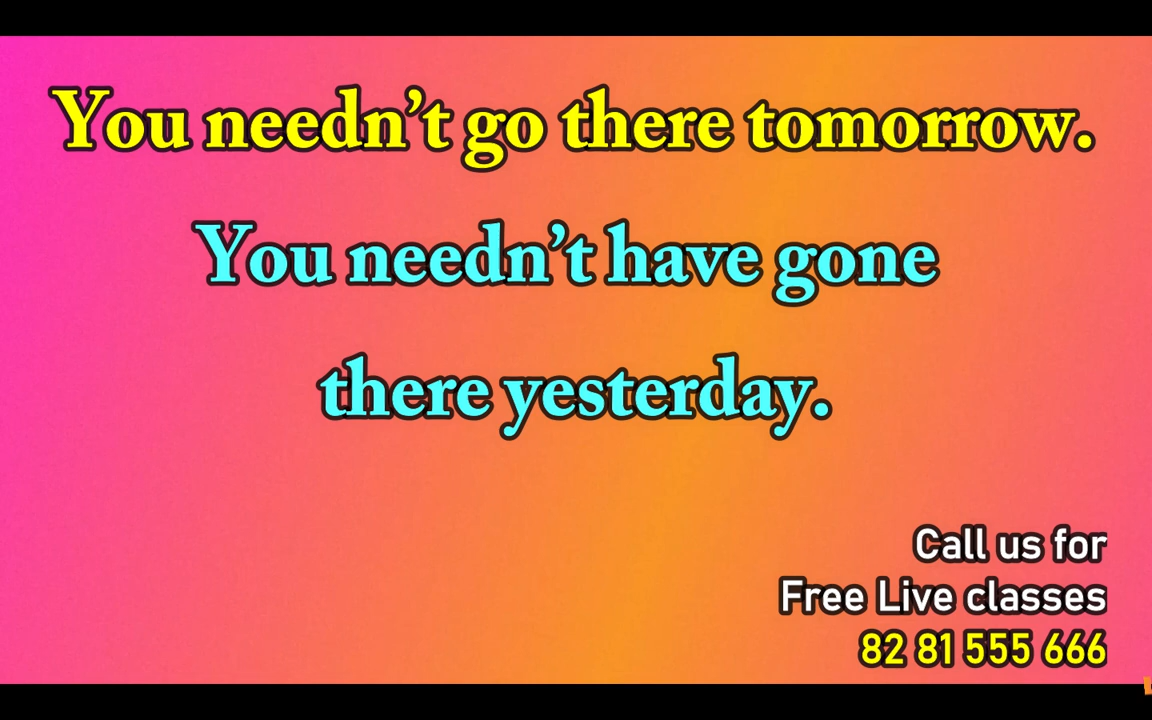 You needn’t go there tomorrow.
You needn’t have gone
there yesterday.
Call us for
Free Live classes
82 81 555 666